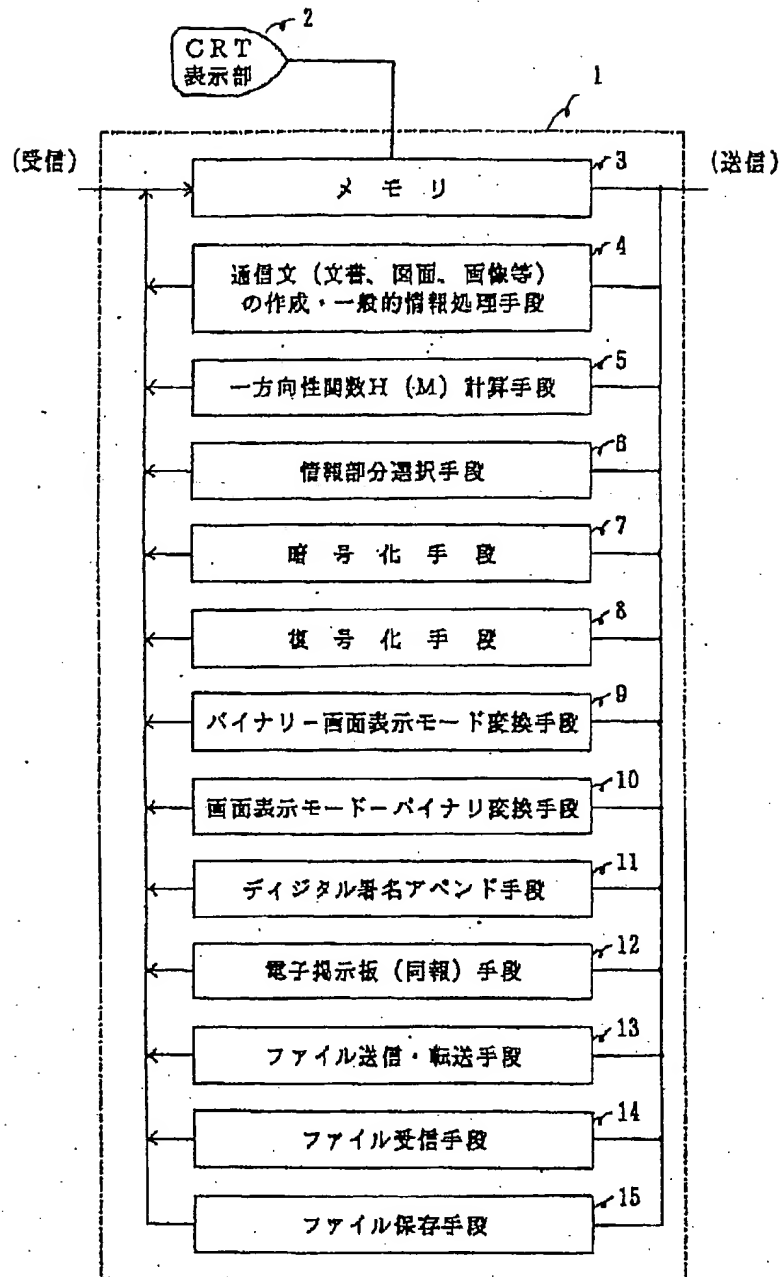 2
CRT
表示部
1
(受信)
(送信)
3
メモリ
4
通信文（文書、図面、画像等）
の作成・一般的情報処理手段
5
一方向性関数H（M）計算手段
6
情報部分選択手段
7
暗号化手段
8
復号化手段
9
バイナリー画面表示モード変換手段
10
画面表示モードーバイナリ変換手段
11
ディジタル署名アペンド手段
12
電子掲示板（同報）手段
13
ファイル送信・転送手段
14
ファイル受信手段
15
ファイル保存手段